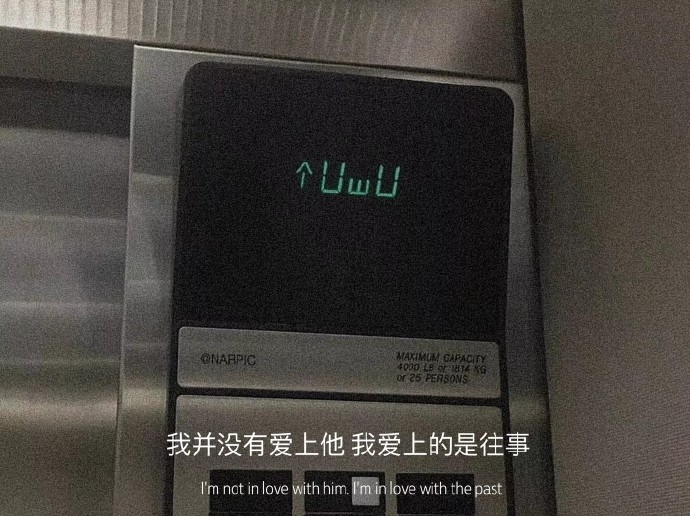 ↑UwU
@NARPIC
MAXIMUM CAPACITY
4000 LB or 1814 KG
or 25 PERSONS
我并没有爱上他 我爱上的是往事
I'm not in love with him. I'm in love with the past